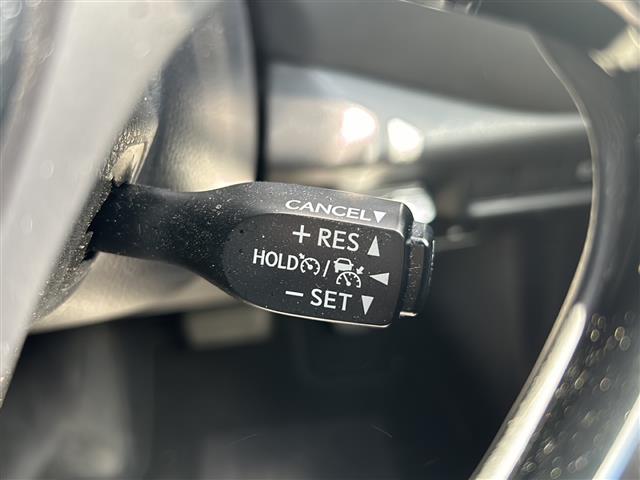 CANCEL▼
+ RES ▲
HOLD / ◀
− SET ▼